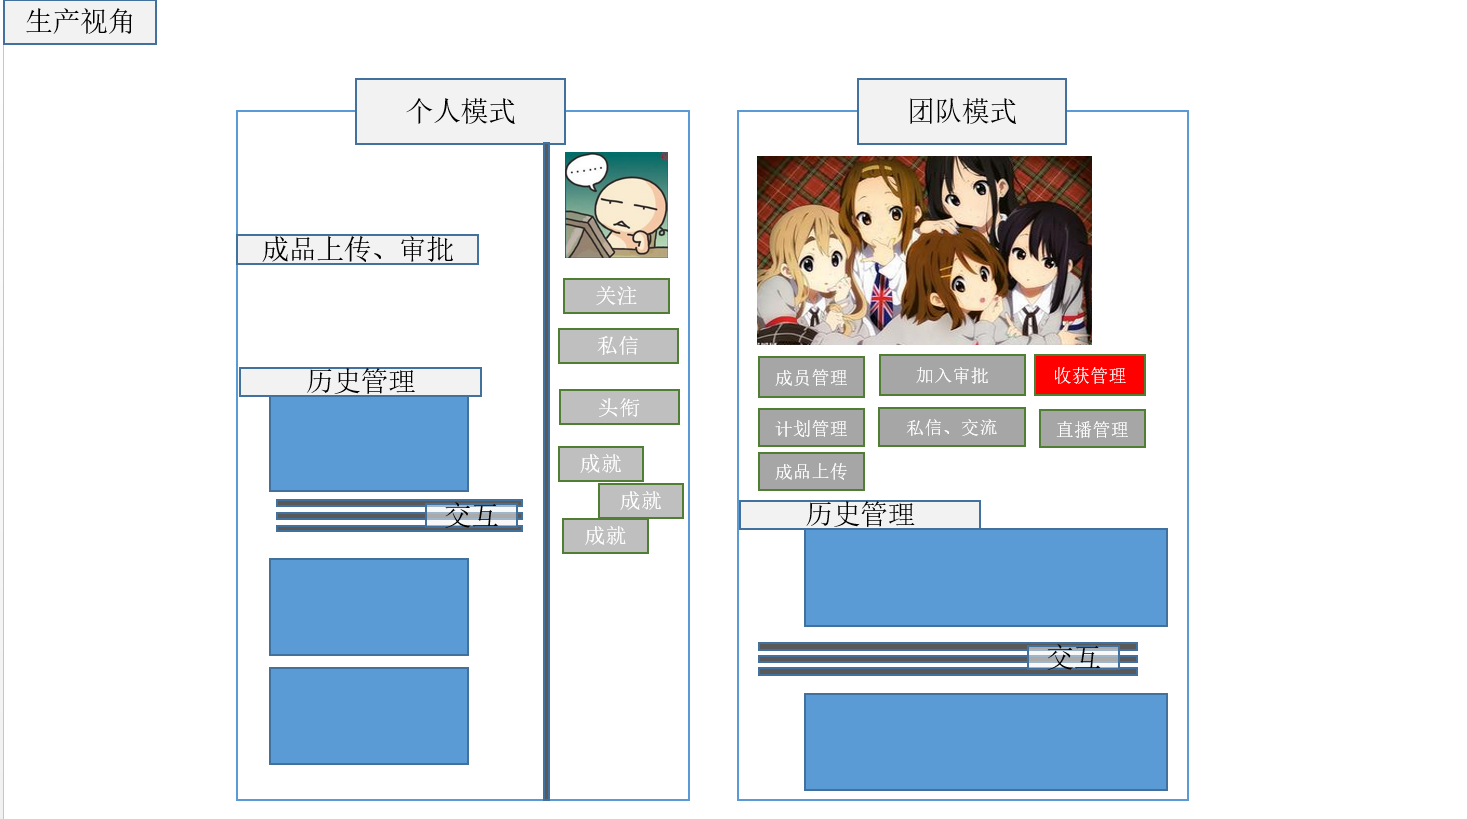 生产视角
个人模式
成品上传、审批
历史管理
交互
······
关注
私信
头衔
成就
成就
成就
团队模式
成员管理
加入审批
收获管理
计划管理
私信、交流
直播管理
成品上传
历史管理
交互